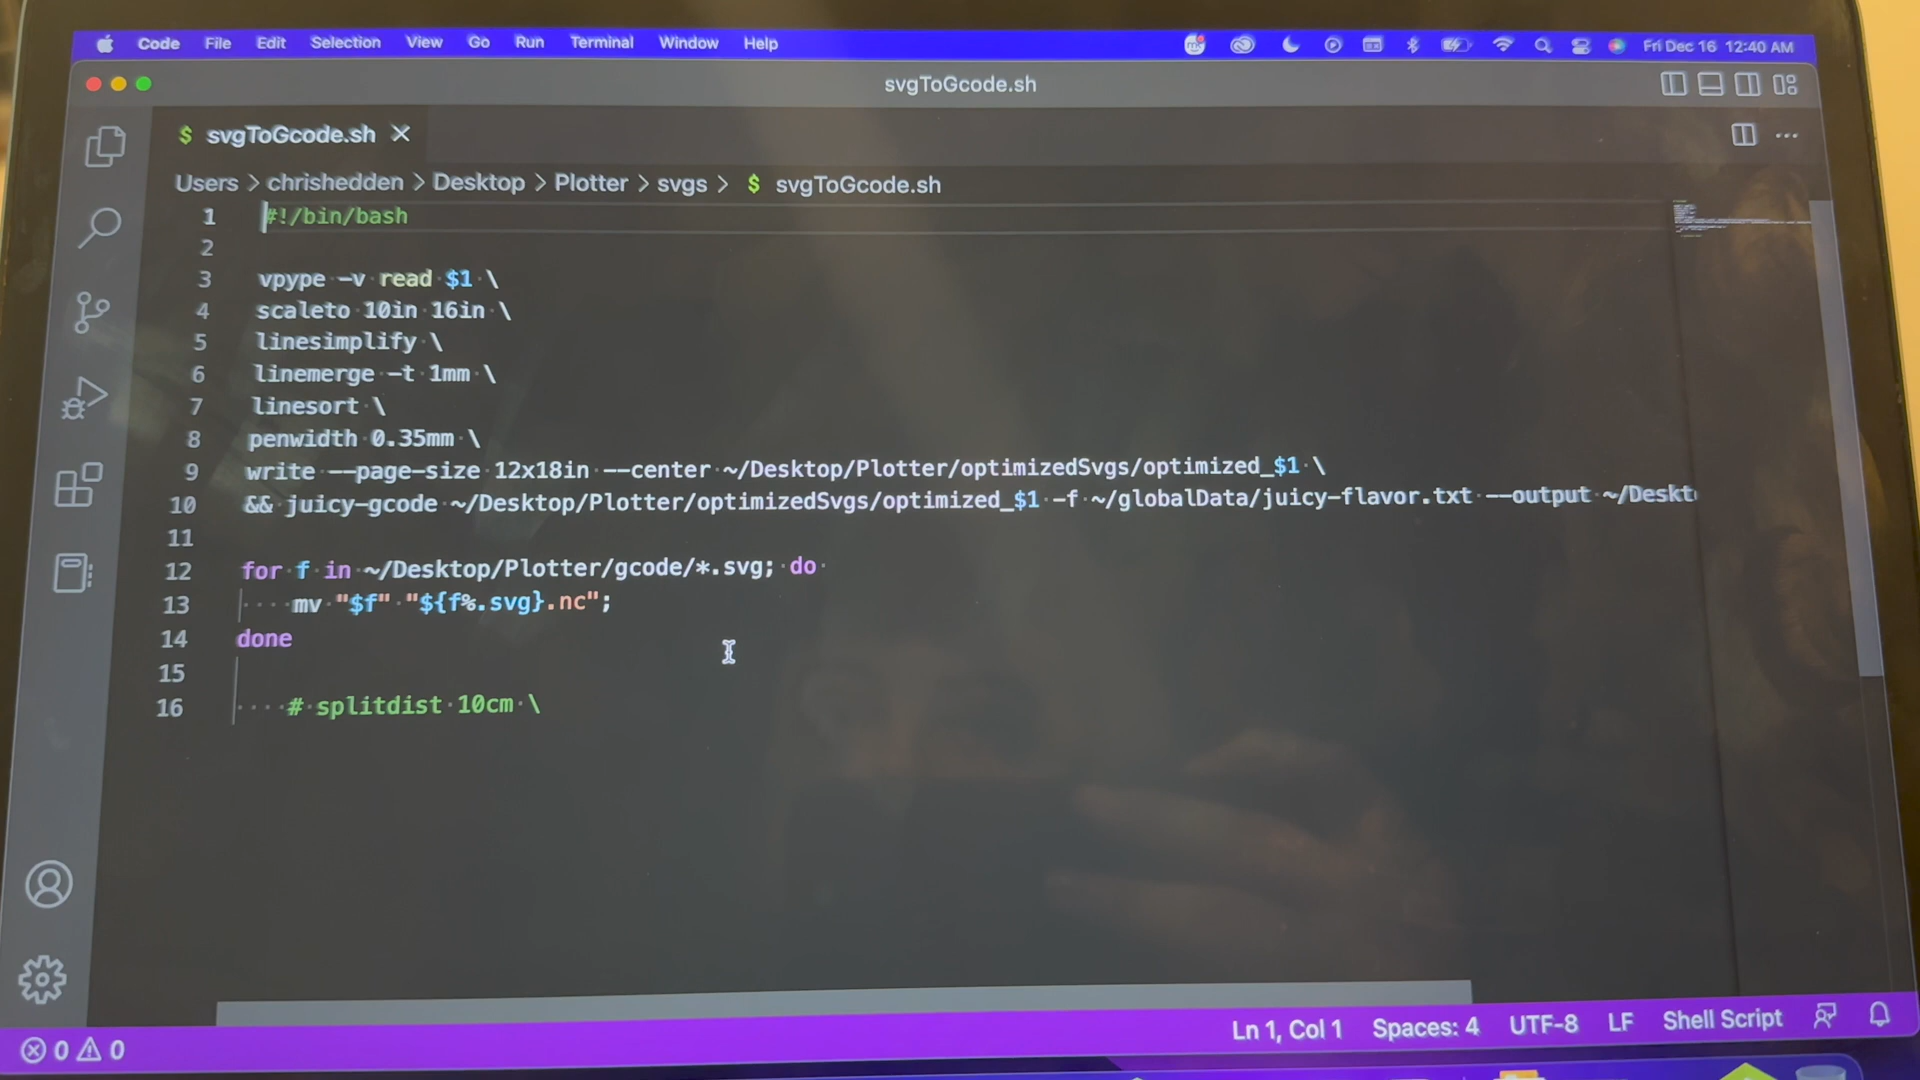 Code File Edit Selection View Go Run Terminal Window Help Fri Dec 16 12:40 AM
svgToGcode.sh
$ svgToGcode.sh
Users > chrishedden > Desktop > Plotter > svgs > $ svgToGcode.sh
1 #!/bin/bash
2
3 vpype -v read $1 \
4 scaleto 10in 16in \
5 linesimplify \
6 linemerge -t 1mm \
7 linesort \
8 penwidth 0.35mm \
9 write --page-size 12x18in --center ~/Desktop/Plotter/optimizedSvgs/optimized_$1 \
10 && juicy-gcode ~/Desktop/Plotter/optimizedSvgs/optimized_$1 -f ~/globalData/juicy-flavor.txt --output ~/Deskt
11
12 for f in ~/Desktop/Plotter/gcode/*.svg; do
13 mv "$f" "${f%.svg}.nc";
14 done
15
16 # splitdist 10cm \
0 0 Ln 1, Col 1 Spaces: 4 UTF-8 LF Shell Script